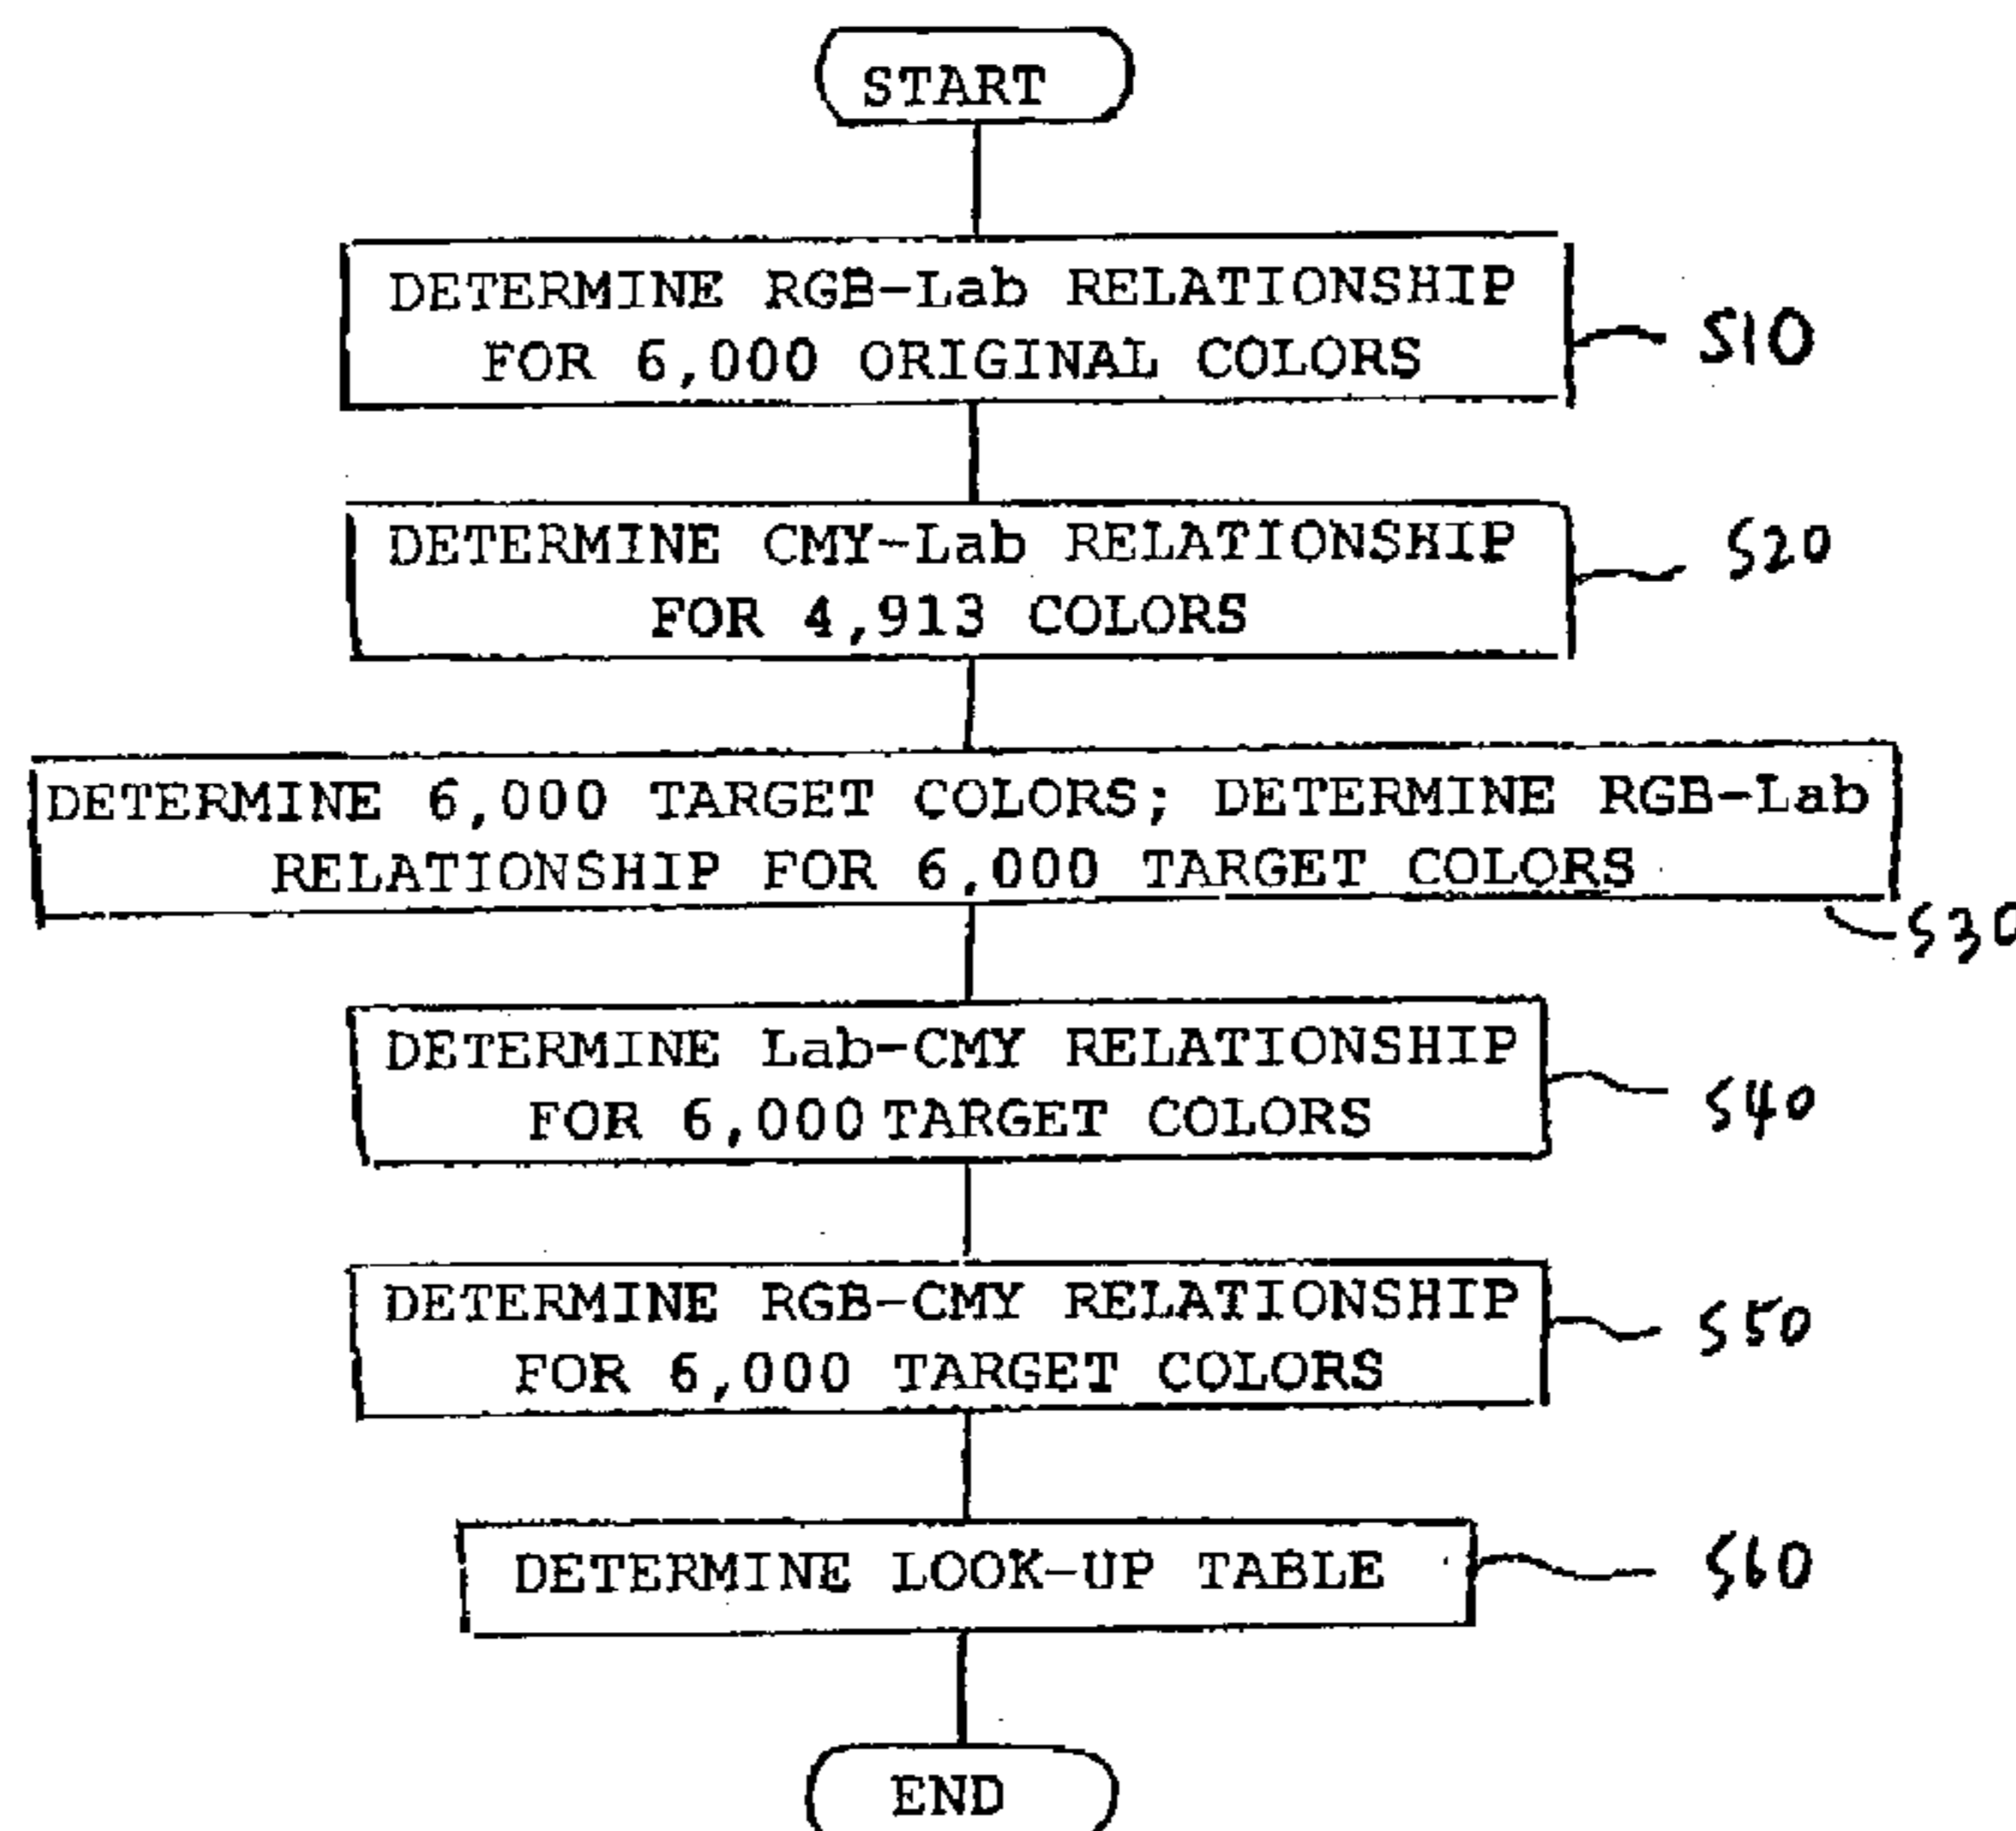 START
DETERMINE RGB-Lab RELATIONSHIP
FOR 6,000 ORIGINAL COLORS
S10
DETERMINE CMY-Lab RELATIONSHIP
FOR 4,913 COLORS
S20
DETERMINE 6,000 TARGET COLORS; DETERMINE RGB-Lab
RELATIONSHIP FOR 6,000 TARGET COLORS
S30
DETERMINE Lab-CMY RELATIONSHIP
FOR 6,000 TARGET COLORS
S40
DETERMINE RGB-CMY RELATIONSHIP
FOR 6,000 TARGET COLORS
S50
DETERMINE LOOK-UP TABLE
S60
END